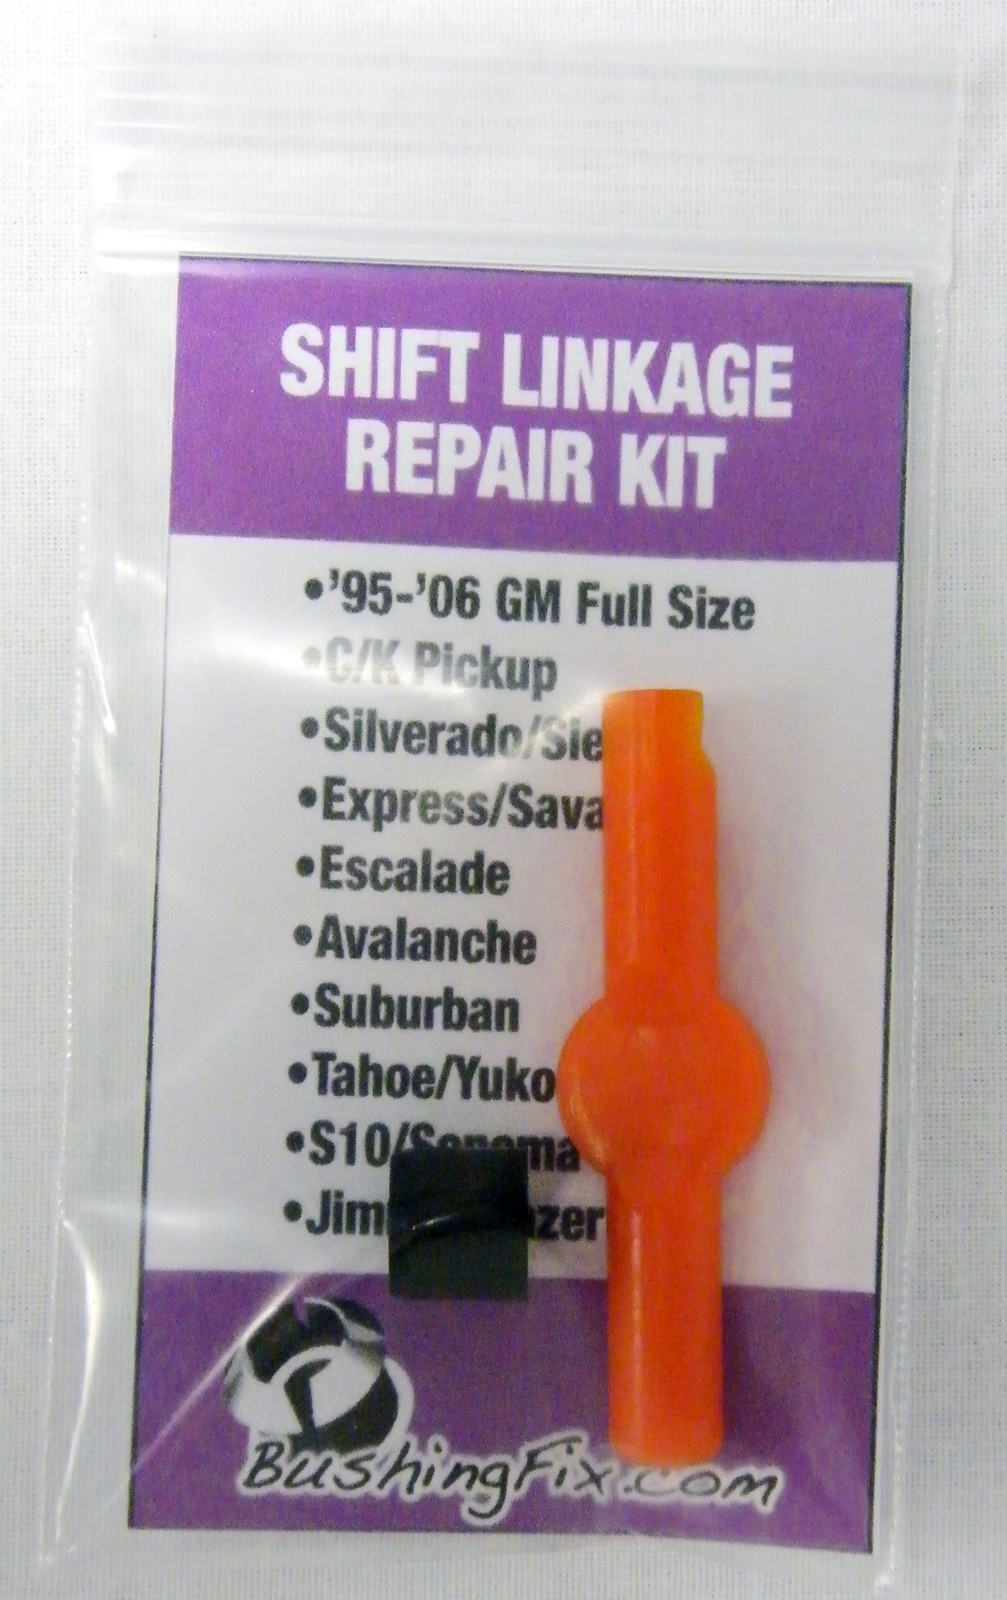 SHIFT LINKAGE
REPAIR KIT
•'95-'06 GM Full Size
•C/K Pickup
•Silverado/Sie
•Express/Sava
•Escalade
•Avalanche
•Suburban
•Tahoe/Yuko
•S10/Sonoma
BushingFix.com